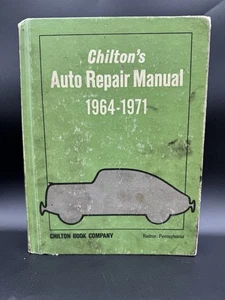 Chilton's
Auto Repair Manual
1964-1971
CHILTON BOOK COMPANY Radnor, Pennsylvania